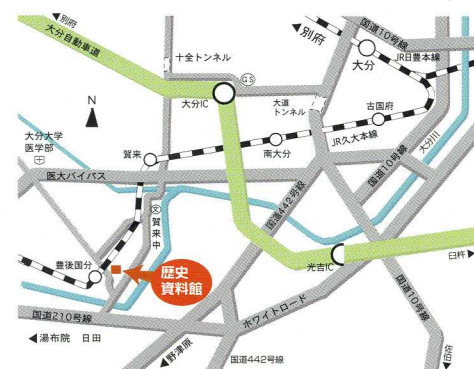 ◀別府
大分自動車道
十全トンネル
GS
◀別府
国道10号線
大分
JR日豊本線
N
大分IC
大道
トンネル
古国府
大分川
大分大学
医学部
賀来
南大分
JR久大本線
国道10号線
医大バイパス
文
賀来中
国道442号線
豊後国分
歴史
資料館
光吉IC
臼杵▶
国道210号線
ホワイトロード
国道10号線
◀湯布院 日田
◀野津原
国道442号線
佐伯▶